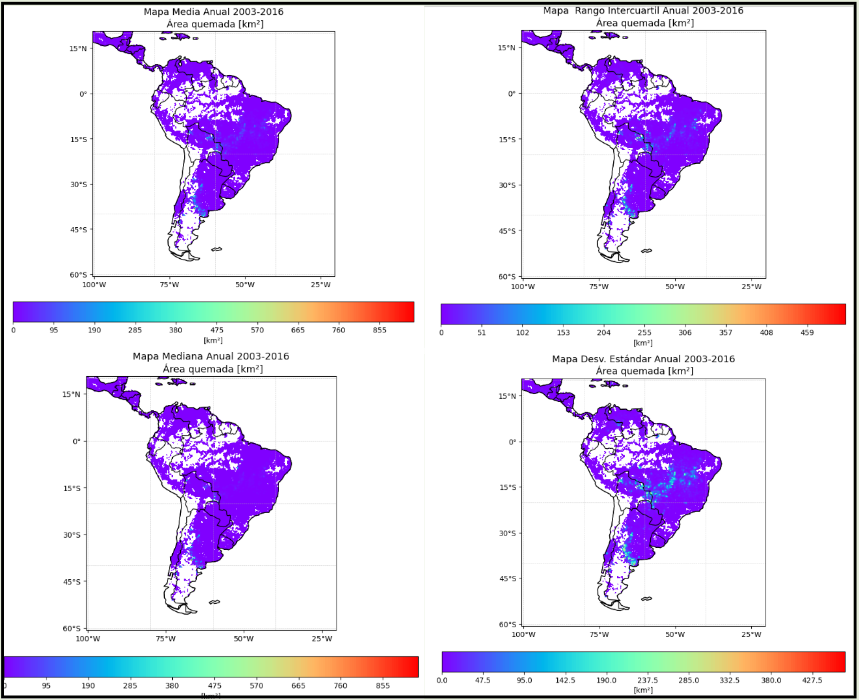 Mapa Media Anual 2003-2016
Área quemada [km²]
15°N
0°
15°S
30°S
45°S
60°S
100°W 75°W 50°W 25°W
0 95 190 285 380 475 570 665 760 855
[km²]
Mapa Rango Intercuartil Anual 2003-2016
Área quemada [km²]
15°N
0°
15°S
30°S
45°S
60°S
100°W 75°W 50°W 25°W
0 51 102 153 204 255 306 357 408 459
[km²]
Mapa Mediana Anual 2003-2016
Área quemada [km²]
15°N
0°
15°S
30°S
45°S
60°S
100°W 75°W 50°W 25°W
95 190 285 380 475 570 665 760 855
Mapa Desv. Estándar Anual 2003-2016
Área quemada [km²]
15°N
0°
15°S
30°S
45°S
60°S
100°W 75°W 50°W 25°W
0.0 47.5 95.0 142.5 190.0 237.5 285.0 332.5 380.0 427.5
[km²]